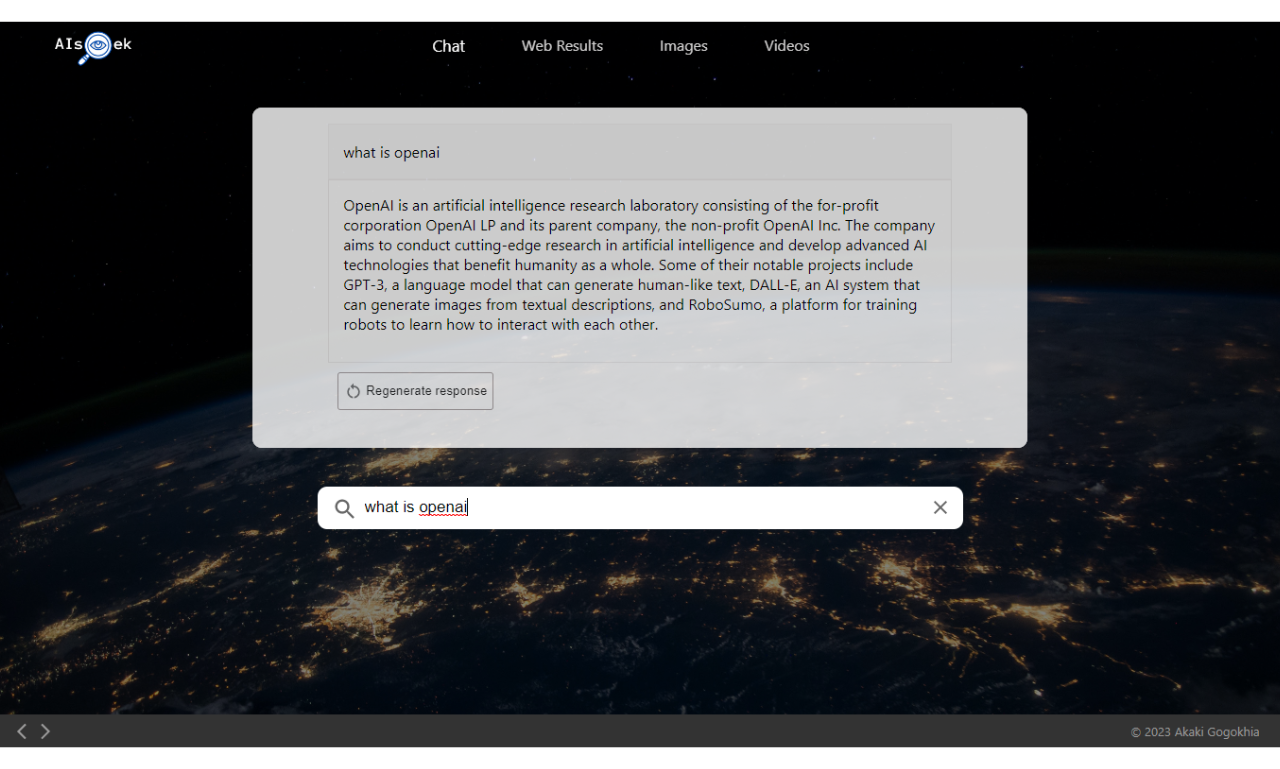 AIs ek
Chat Web Results Images Videos
what is openai
OpenAI is an artificial intelligence research laboratory consisting of the for-profit
corporation OpenAI LP and its parent company, the non-profit OpenAI Inc. The company
aims to conduct cutting-edge research in artificial intelligence and develop advanced AI
technologies that benefit humanity as a whole. Some of their notable projects include
GPT-3, a language model that can generate human-like text, DALL-E, an AI system that
can generate images from textual descriptions, and RoboSumo, a platform for training
robots to learn how to interact with each other.
Regenerate response
what is openai
© 2023 Akaki Gogokhia